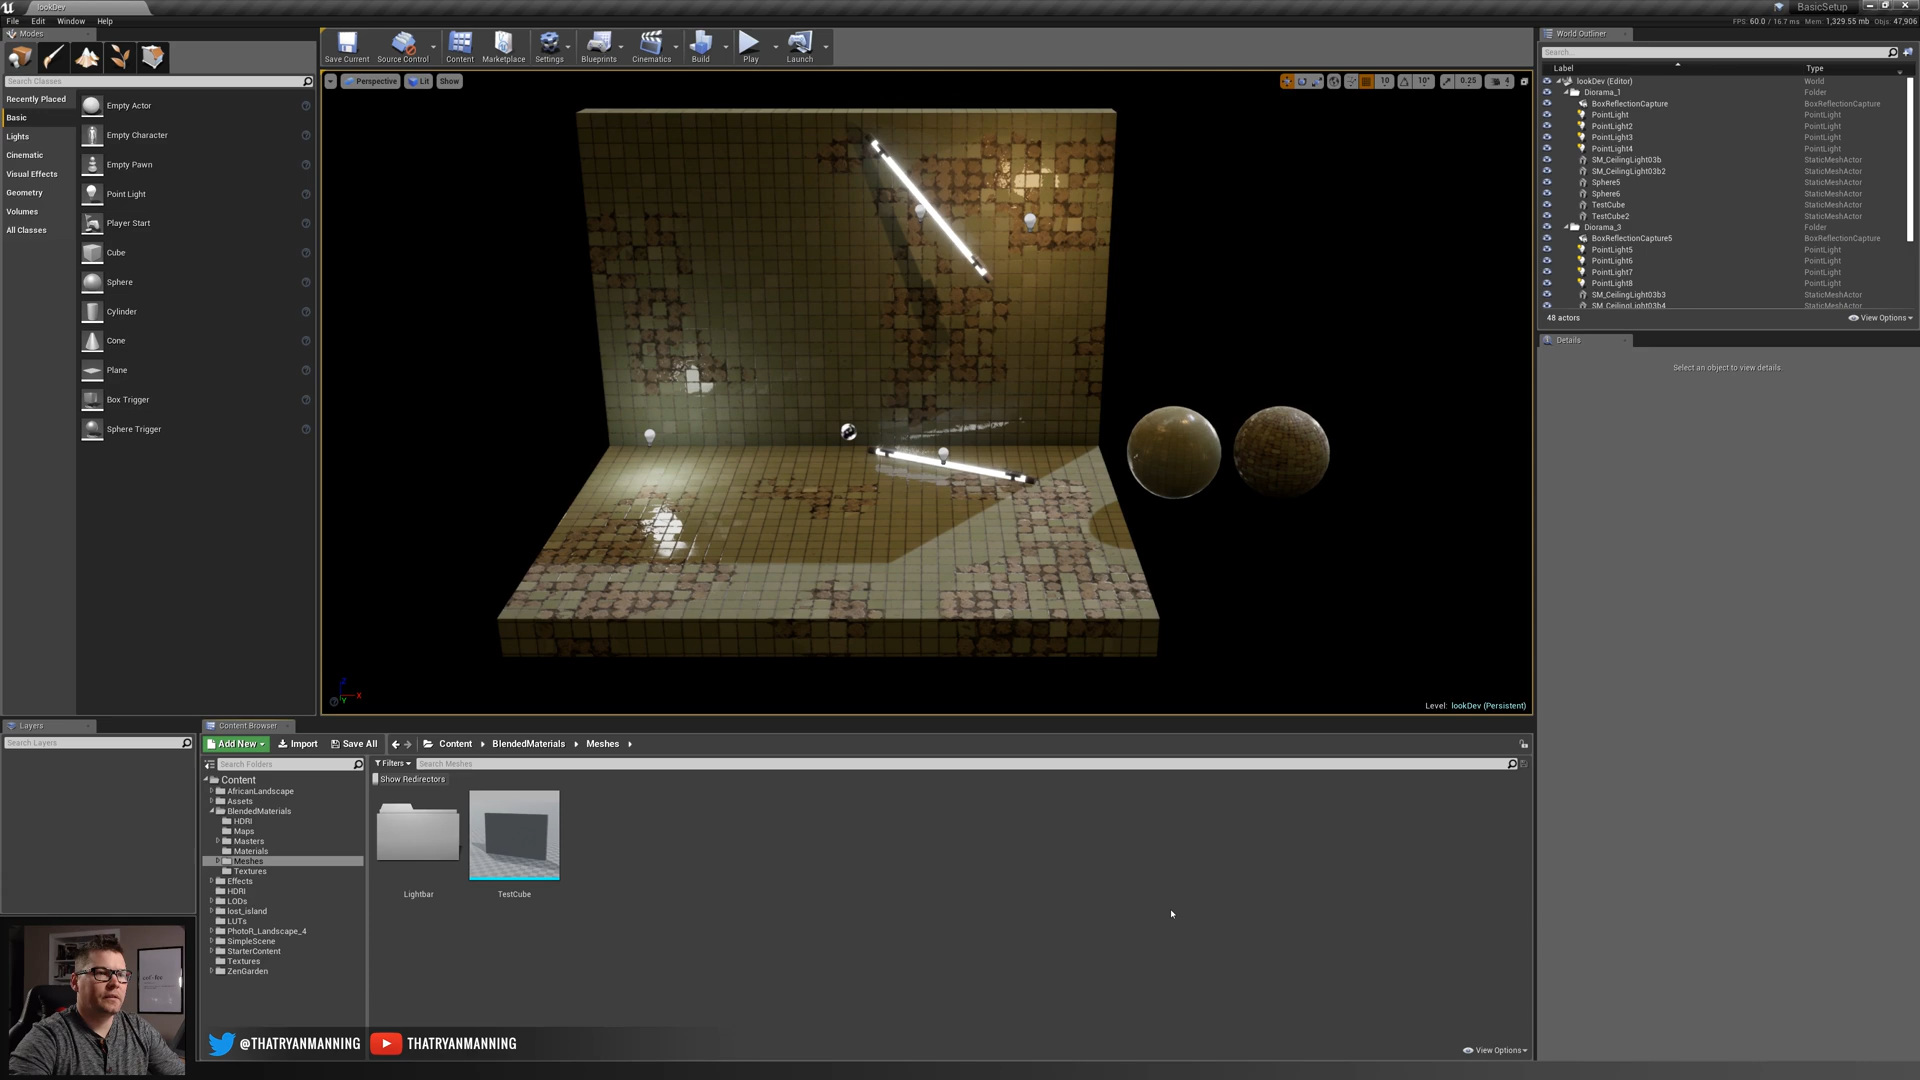 lookDev
BasicSetup
File Edit Window Help
FPS: 60.0 / 16.7 ms Mem: 1,329.55 mb Objs: 47,906
Modes
Search Classes
Recently Placed
Basic
Lights
Cinematic
Visual Effects
Geometry
Volumes
All Classes
Empty Actor
Empty Character
Empty Pawn
Point Light
Player Start
Cube
Sphere
Cylinder
Cone
Plane
Box Trigger
Sphere Trigger
Save Current Source Control Content Marketplace Settings Blueprints Cinematics Build Play Launch
Perspective Lit Show
10 10° 0.25 4
Level: lookDev (Persistent)
World Outliner
Search...
Label Type
lookDev (Editor) World
Diorama_1 Folder
BoxReflectionCapture BoxReflectionCapture
PointLight PointLight
PointLight2 PointLight
PointLight3 PointLight
PointLight4 PointLight
SM_CeilingLight03b StaticMeshActor
SM_CeilingLight03b2 StaticMeshActor
Sphere5 StaticMeshActor
Sphere6 StaticMeshActor
TestCube StaticMeshActor
TestCube2 StaticMeshActor
Diorama_3 Folder
BoxReflectionCapture5 BoxReflectionCapture
PointLight5 PointLight
PointLight6 PointLight
PointLight7 PointLight
PointLight8 PointLight
SM_CeilingLight03b3 StaticMeshActor
SM_CeilingLight03b4 StaticMeshActor
48 actors View Options
Details
Select an object to view details.
Layers
Search Layers
Content Browser
Add New Import Save All Content BlendedMaterials Meshes
Search Folders
Filters Search Meshes
Show Redirectors
Content
AfricanLandscape
Assets
BlendedMaterials
HDRI
Maps
Masters
Materials
Meshes
Textures
Effects
HDRI
LODs
lost_island
LUTs
PhotoR_Landscape_4
SimpleScene
StarterContent
Textures
ZenGarden
Lightbar TestCube
View Options
@THATRYANMANNING THATRYANMANNING